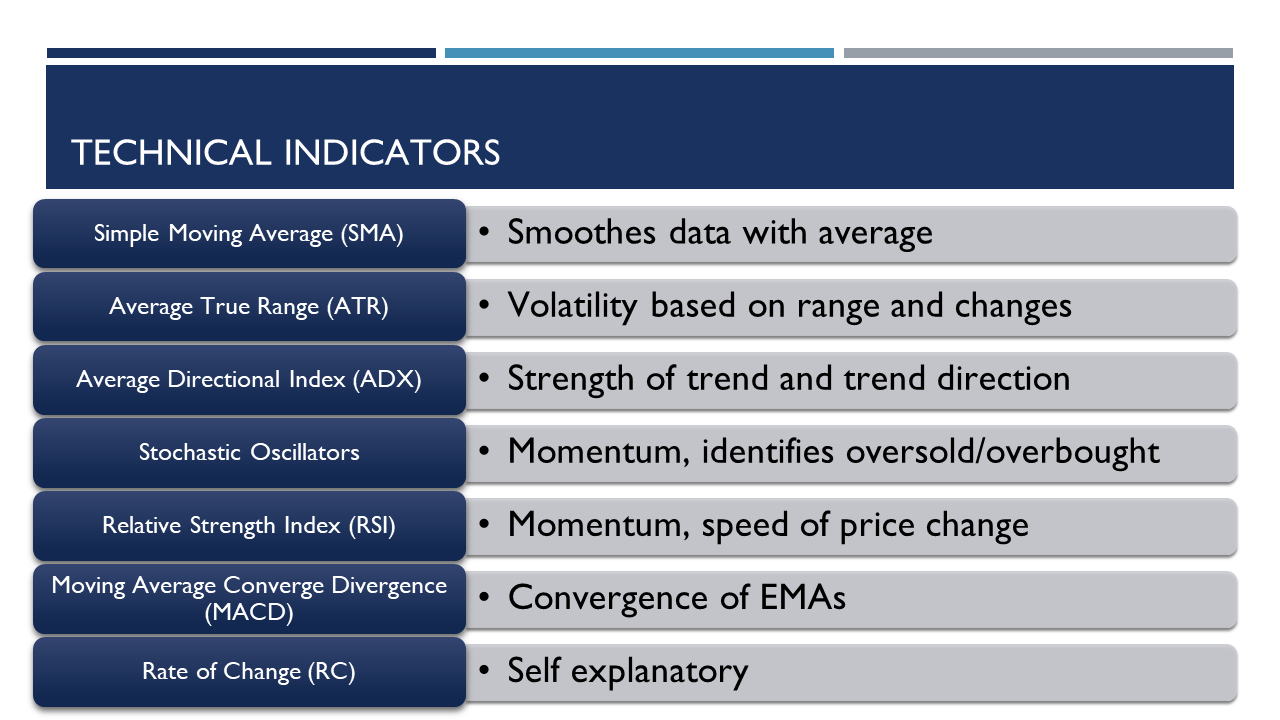 TECHNICAL INDICATORS
Simple Moving Average (SMA)
• Smoothes data with average
Average True Range (ATR)
• Volatility based on range and changes
Average Directional Index (ADX)
• Strength of trend and trend direction
Stochastic Oscillators
• Momentum, identifies oversold/overbought
Relative Strength Index (RSI)
• Momentum, speed of price change
Moving Average Converge Divergence
(MACD)
• Convergence of EMAs
Rate of Change (RC)
• Self explanatory